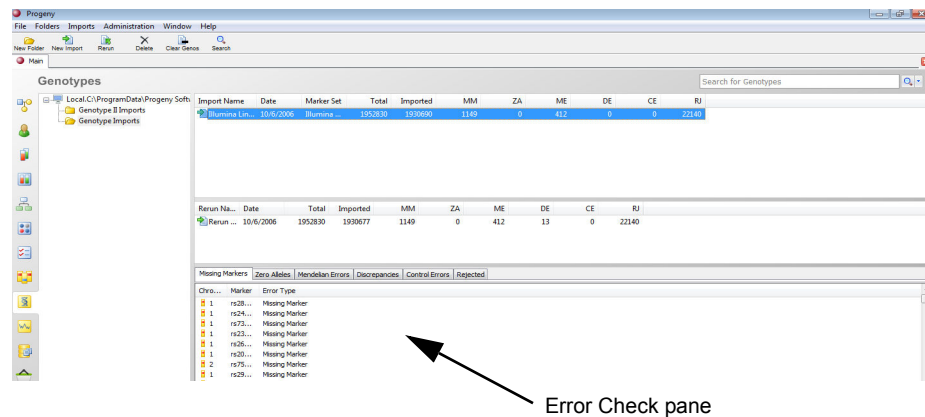 Progeny
File Folders Imports Administration Window Help
New Folder New Import Rerun Delete Clear Genos Search
Main
Genotypes
Search for Genotypes
Local.C:\ProgramData\Progeny Softw
Genotype II Imports
Genotype Imports
Import Name Date Marker Set Total Imported MM ZA ME DE CE RJ
Illumina Lin... 10/6/2006 Illumina ... 1952830 1930690 1149 0 412 0 0 22140
Rerun Na... Date Total Imported MM ZA ME DE CE RJ
Rerun ... 10/6/2006 1952830 1930677 1149 0 412 13 0 22140
Missing Markers Zero Alleles Mendelian Errors Discrepancies Control Errors Rejected
Chro... Marker Error Type
1 rs28... Missing Marker
1 rs24... Missing Marker
1 rs73... Missing Marker
1 rs23... Missing Marker
1 rs26... Missing Marker
1 rs20... Missing Marker
2 rs75... Missing Marker
1 rs29... Missing Marker
Error Check pane